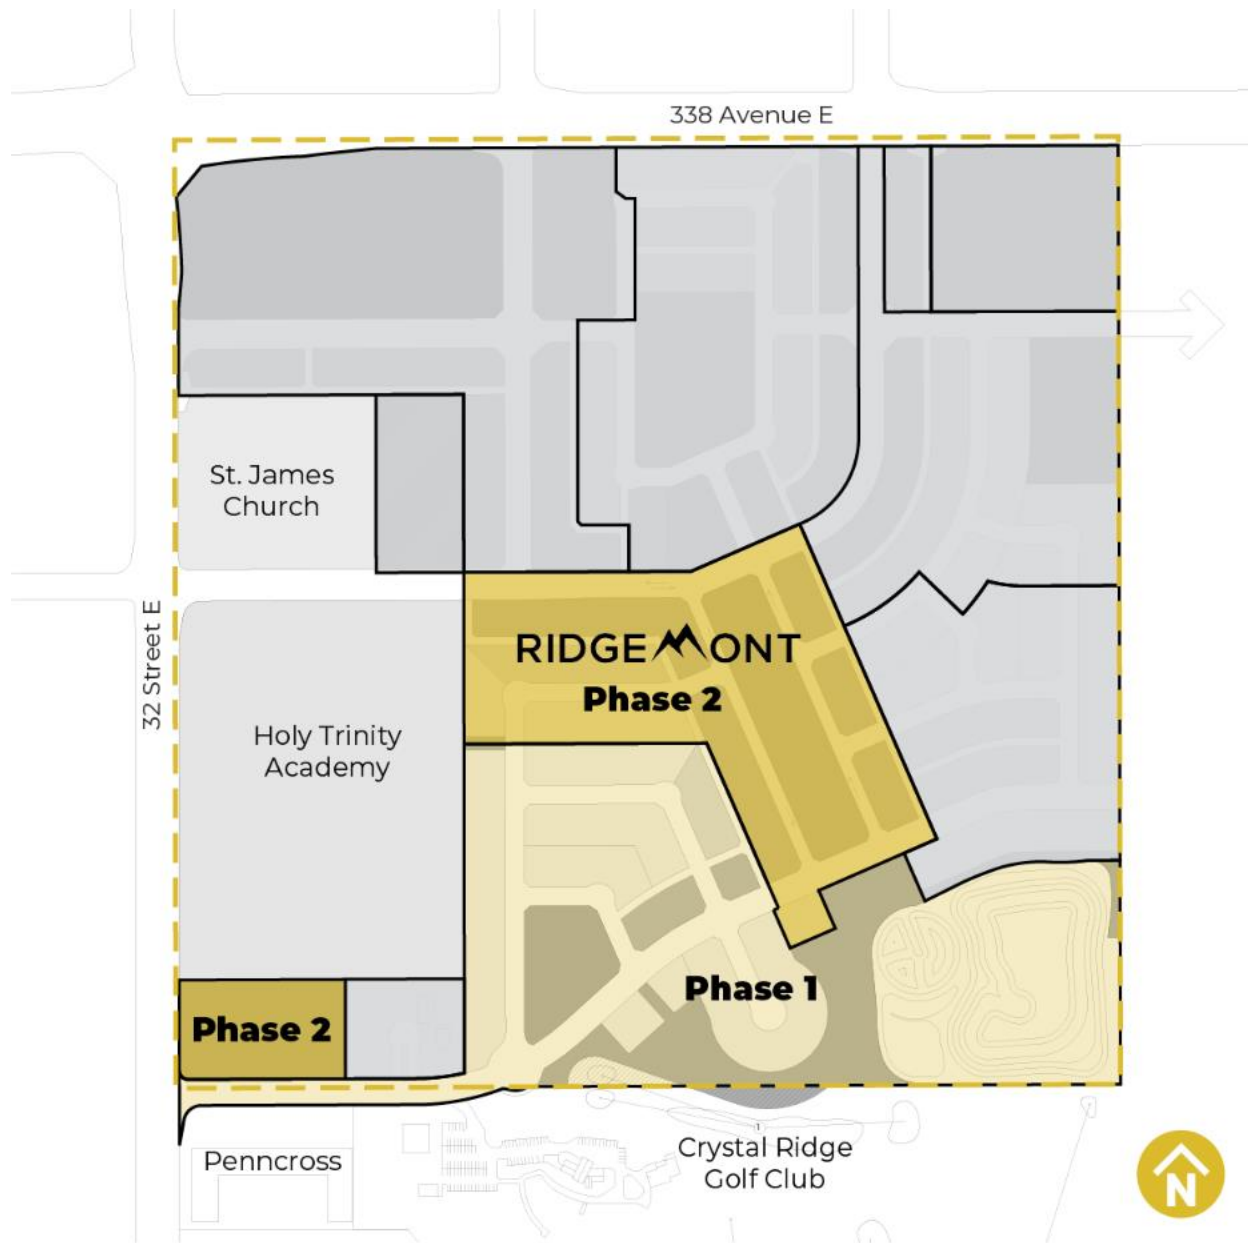 338 Avenue E
St. James
Church
32 Street E
RIDGEMONT
Phase 2
Holy Trinity
Academy
Phase 1
Phase 2
Penncross
1
Crystal Ridge
Golf Club
N